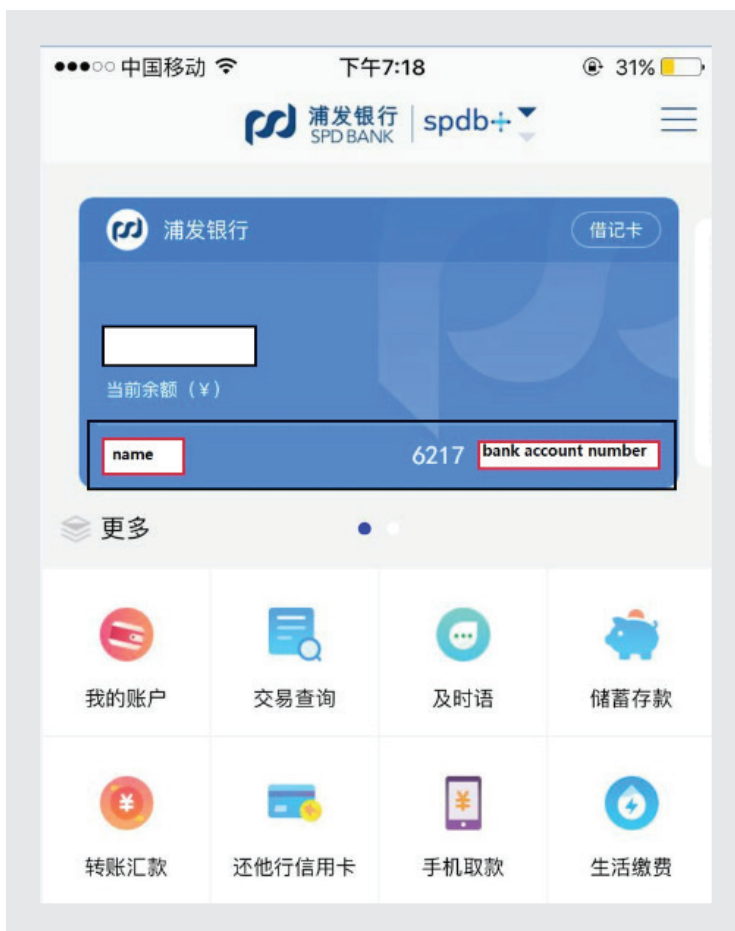 中国移动 下午7:18 31%
浦发银行 spdb+
SPD BANK
浦发银行 借记卡
当前余额（¥）
name 6217 bank account number
更多
我的账户 交易查询 及时语 储蓄存款
转账汇款 还他行信用卡 手机取款 生活缴费